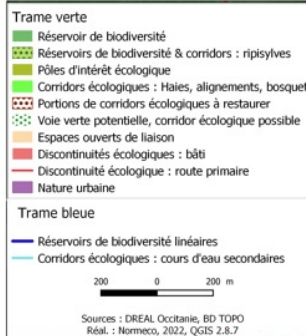 Trame verte
Réservoir de biodiversité
Réservoirs de biodiversité & corridors : ripisylves
Pôles d'intérêt écologique
Corridors écologiques : Haies, alignements, bosquet
Portions de corridors écologiques à restaurer
Voie verte potentielle, corridor écologique possible
Espaces ouverts de liaison
Discontinuités écologiques : bâti
Discontinuité écologique : route primaire
Nature urbaine
Trame bleue
Réservoirs de biodiversité linéaires
Corridors écologiques : cours d'eau secondaires
200 0 200 m
Sources : DREAL Occitanie, BD TOPO
Réal. : Normeco, 2022, QGIS 2.8.7